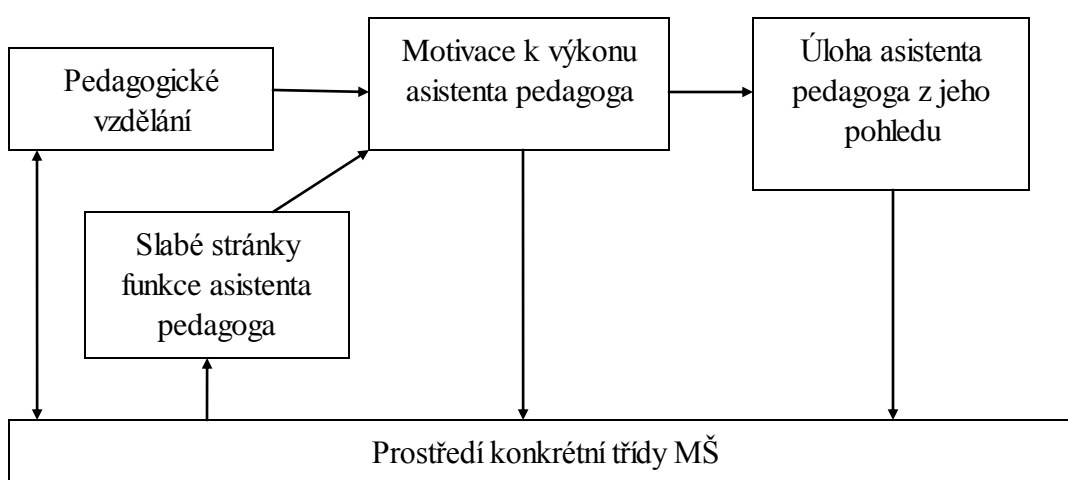 Pedagogické
vzdělání
Motivace k výkonu
asistenta pedagoga
Úloha asistenta
pedagoga z jeho
pohledu
Slabé stránky
funkce asistenta
pedagoga
Prostředí konkrétní třídy MŠ